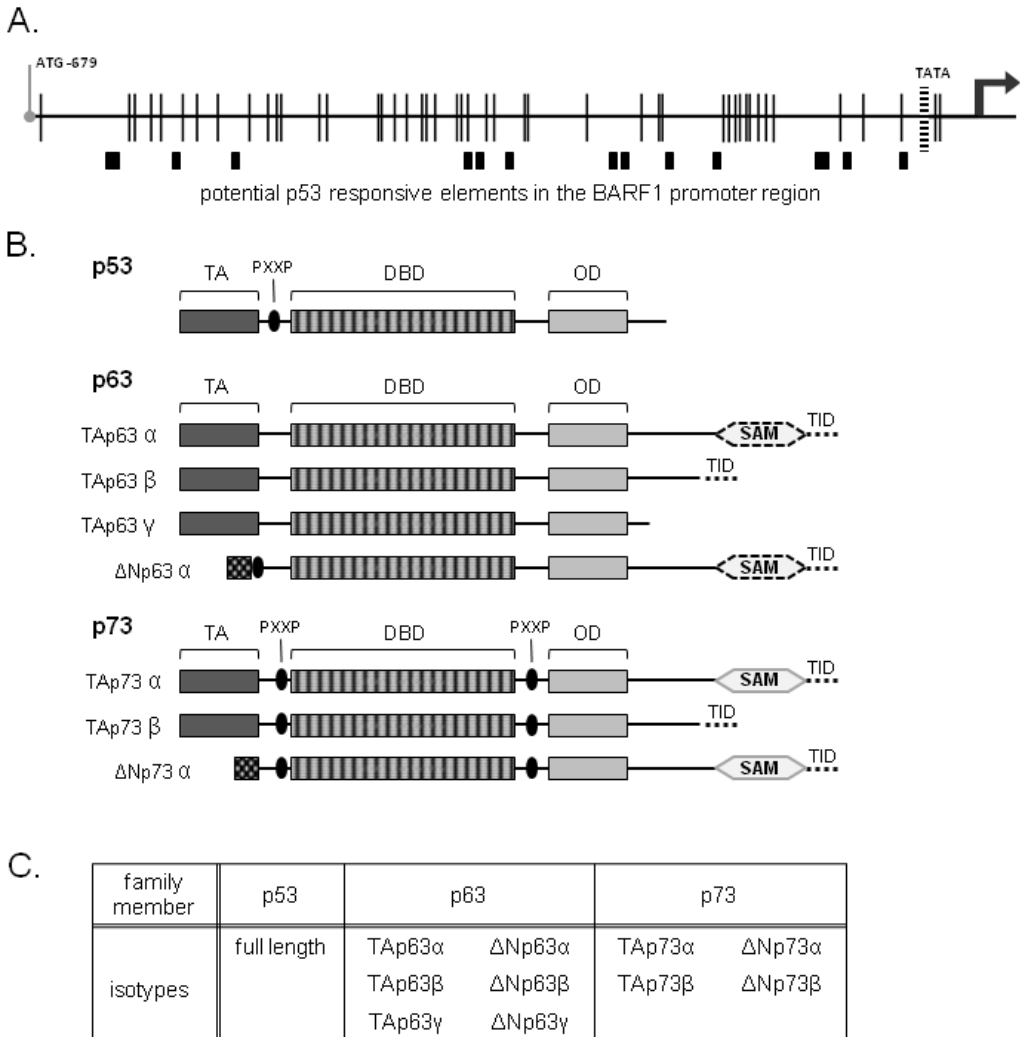 A.
ATG -679
TATA
potential p53 responsive elements in the BARF1 promoter region
B.
p53
TA PXXP DBD OD
p63
TA DBD OD
TAp63 α SAM TID
TAp63 β TID
TAp63 γ
ΔNp63 α SAM TID
p73
TA PXXP DBD PXXP OD
TAp73 α SAM TID
TAp73 β TID
ΔNp73 α SAM TID
C.
family member p53 p63 p73
isotypes
full length TAp63α ΔNp63α TAp73α ΔNp73α
TAp63β ΔNp63β TAp73β ΔNp73β
TAp63γ ΔNp63γ